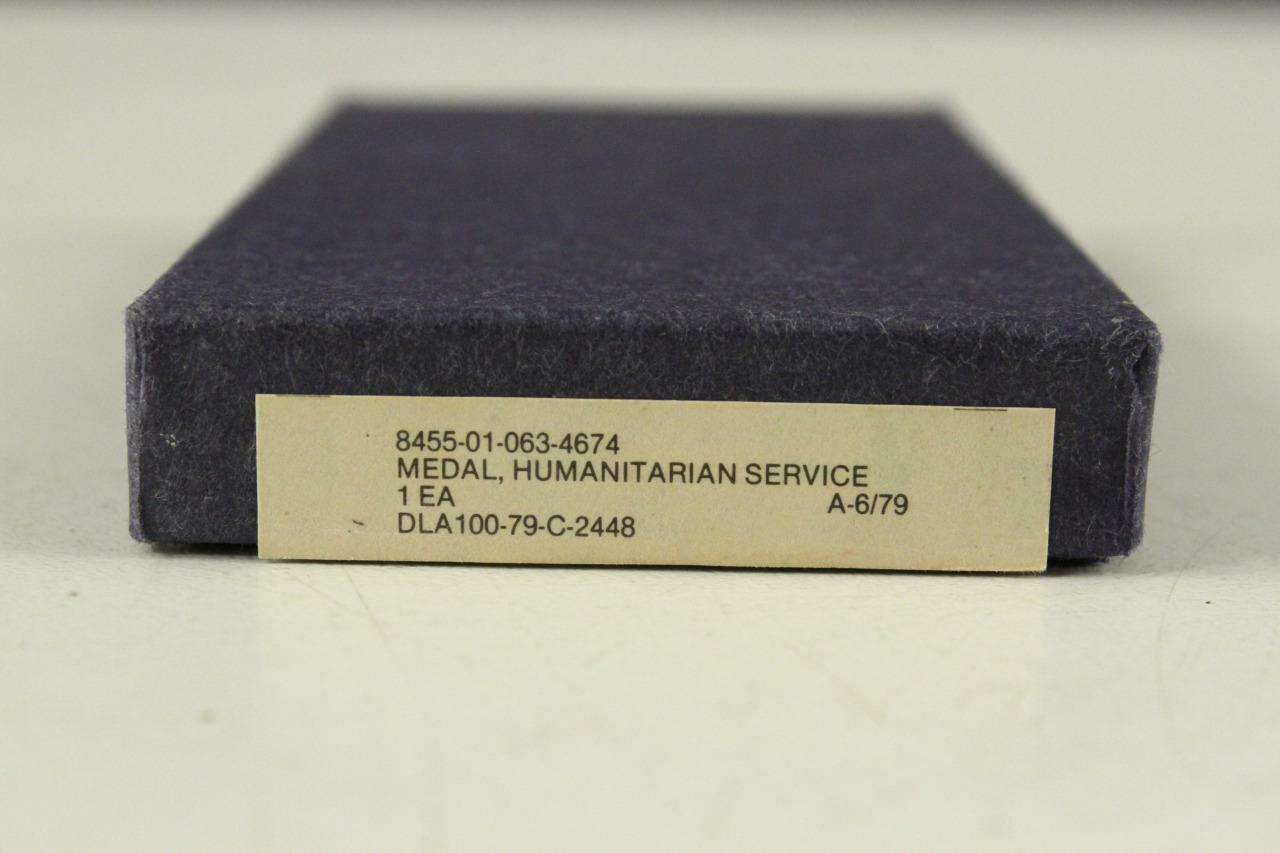 8455-01-063-4674
MEDAL, HUMANITARIAN SERVICE
1 EA A-6/79
DLA100-79-C-2448